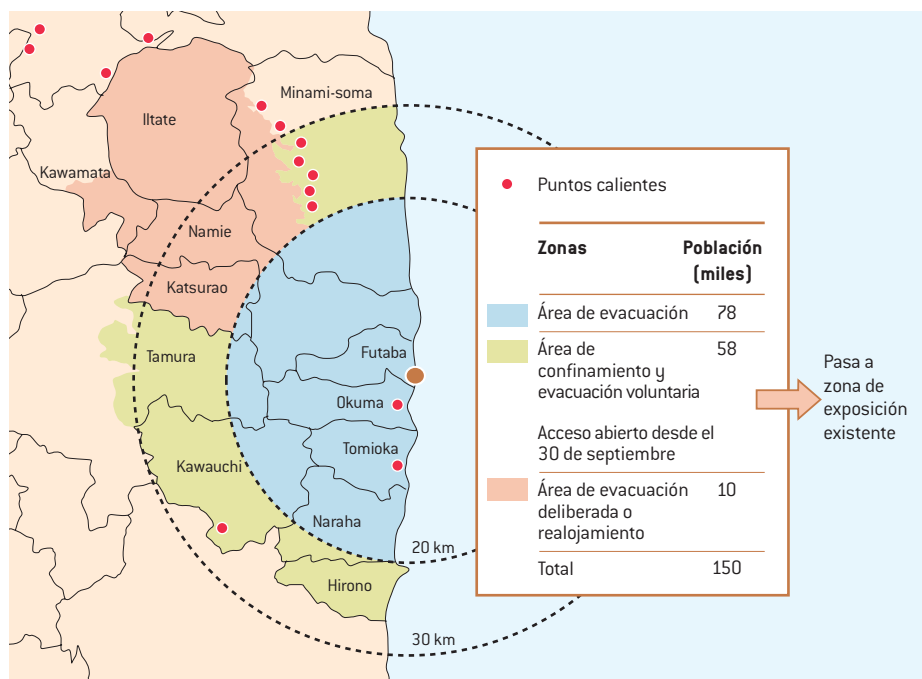 Minami-soma
Iltate
Kawamata
Namie
Katsurao
Tamura
Futaba
Okuma
Tomioka
Kawauchi
Naraha
Hirono
20 km
30 km
Puntos calientes
Zonas
Población
(miles)
Área de evacuación 78
Área de 58
confinamiento y
evacuación voluntaria
Acceso abierto desde el
30 de septiembre
Área de evacuación 10
deliberada o
realojamiento
Total 150
Pasa a
zona de
exposición
existente